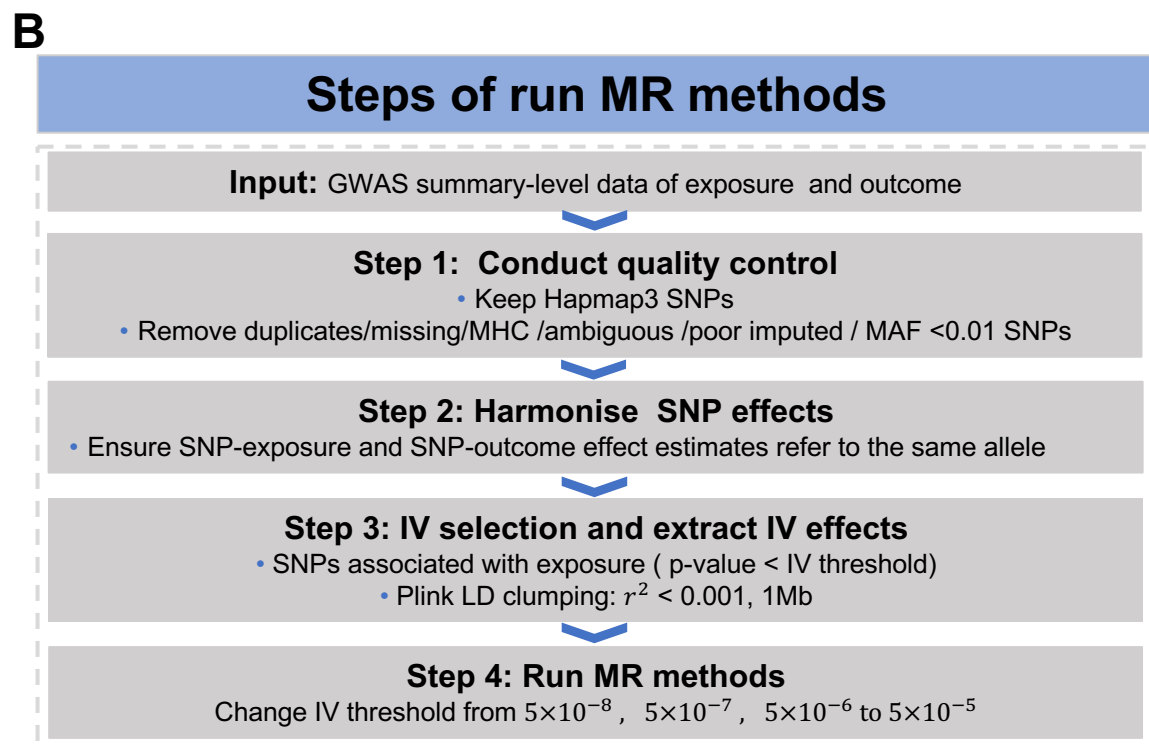 B
Steps of run MR methods
Input: GWAS summary-level data of exposure and outcome
Step 1: Conduct quality control
• Keep Hapmap3 SNPs
• Remove duplicates/missing/MHC /ambiguous /poor imputed / MAF <0.01 SNPs
Step 2: Harmonise SNP effects
• Ensure SNP-exposure and SNP-outcome effect estimates refer to the same allele
Step 3: IV selection and extract IV effects
• SNPs associated with exposure ( p-value < IV threshold)
• Plink LD clumping: r² < 0.001, 1Mb
Step 4: Run MR methods
Change IV threshold from 5×10⁻⁸ , 5×10⁻⁷ , 5×10⁻⁶ to 5×10⁻⁵